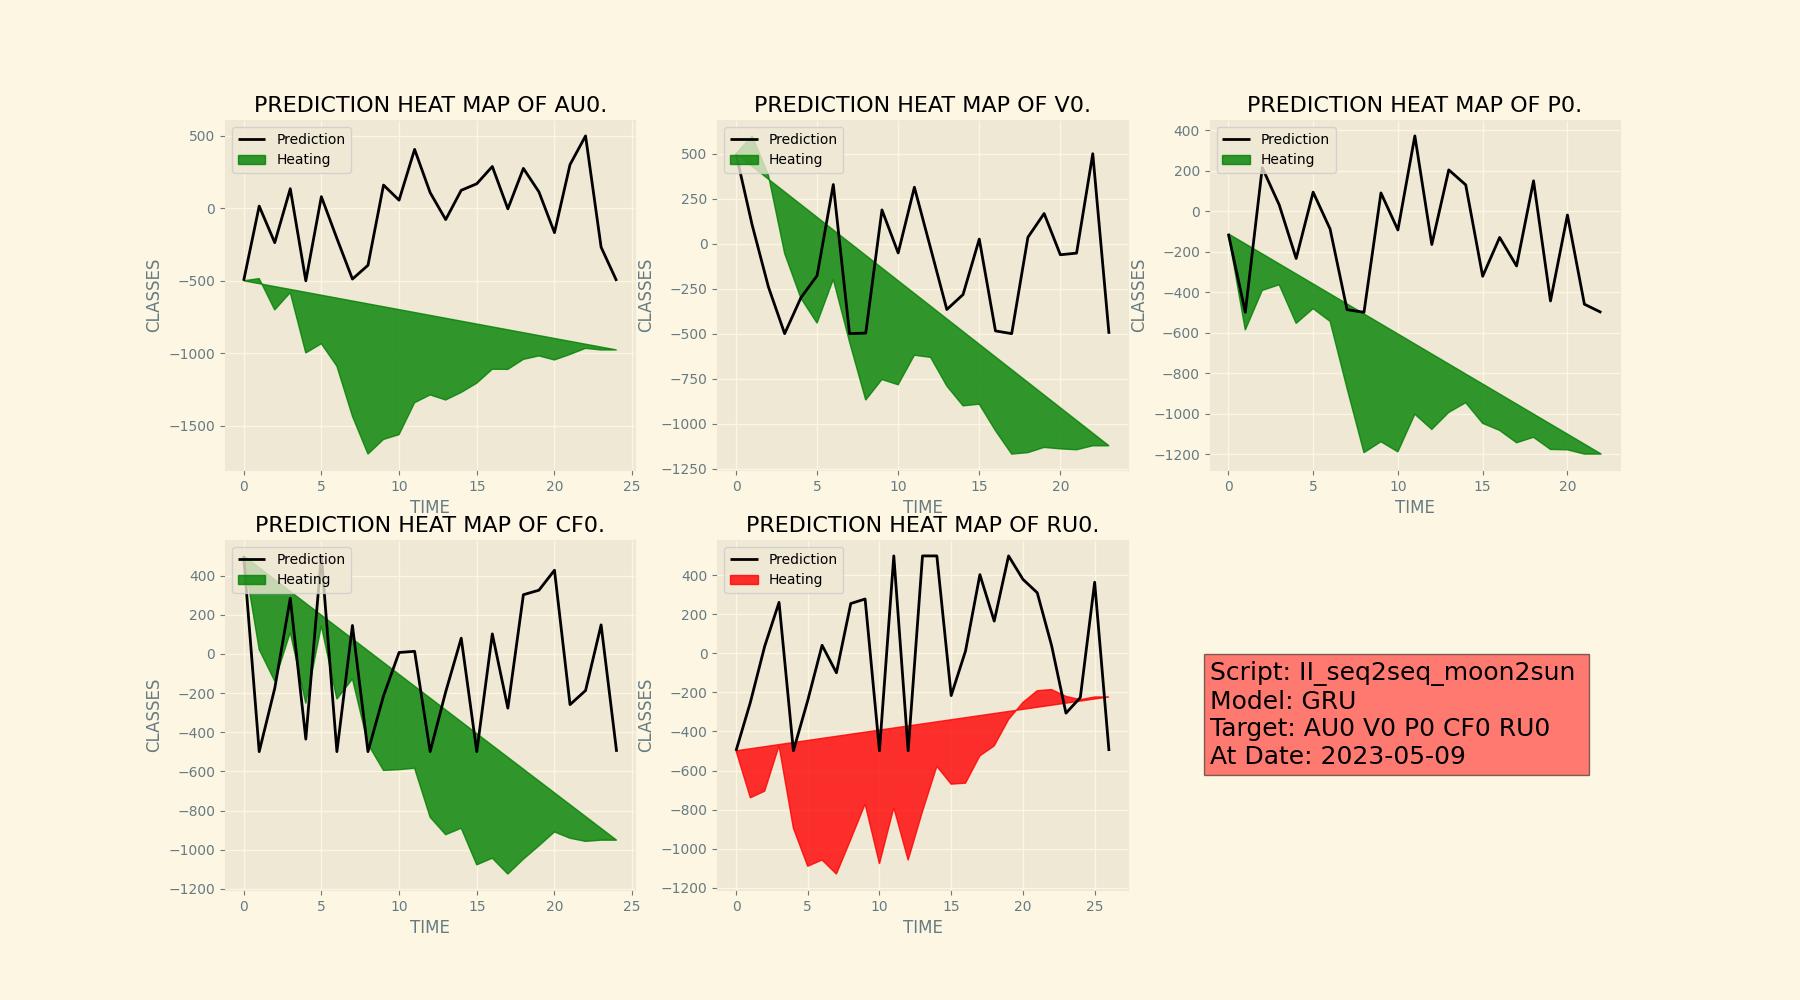 PREDICTION HEAT MAP OF AU0.
Prediction
Heating
500
0
−500
−1000
−1500
CLASSES
0 5 10 15 20 25
TIME
PREDICTION HEAT MAP OF V0.
Prediction
Heating
500
250
0
−250
−500
−750
−1000
−1250
CLASSES
0 5 10 15 20
TIME
PREDICTION HEAT MAP OF P0.
Prediction
Heating
400
200
0
−200
−400
−600
−800
−1000
−1200
CLASSES
0 5 10 15 20
TIME
PREDICTION HEAT MAP OF CF0.
Prediction
Heating
400
200
0
−200
−400
−600
−800
−1000
−1200
CLASSES
0 5 10 15 20 25
TIME
PREDICTION HEAT MAP OF RU0.
Prediction
Heating
400
200
0
−200
−400
−600
−800
−1000
−1200
CLASSES
0 5 10 15 20 25
TIME
Script: II_seq2seq_moon2sun
Model: GRU
Target: AU0 V0 P0 CF0 RU0
At Date: 2023-05-09